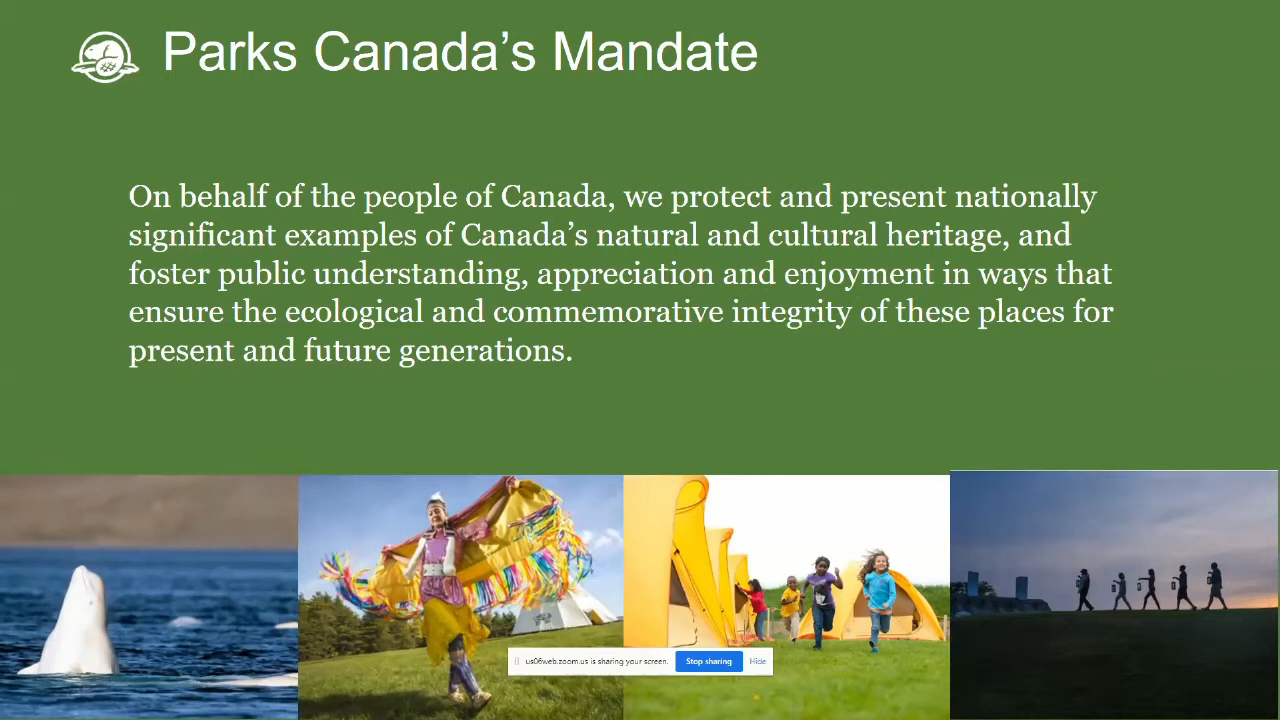 Parks Canada’s Mandate
On behalf of the people of Canada, we protect and present nationally
significant examples of Canada’s natural and cultural heritage, and
foster public understanding, appreciation and enjoyment in ways that
ensure the ecological and commemorative integrity of these places for
present and future generations.
us06web.zoom.us is sharing your screen. Stop sharing Hide